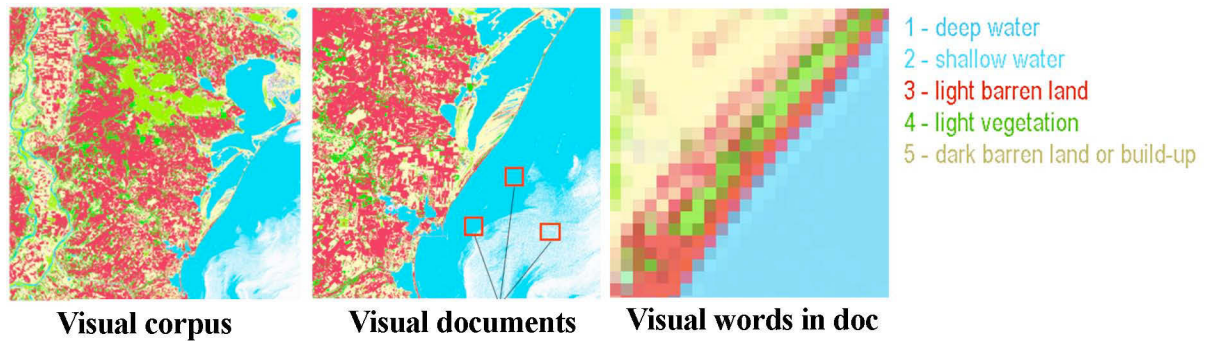 1 - deep water
2 - shallow water
3 - light barren land
4 - light vegetation
5 - dark barren land or build-up
Visual corpus
Visual documents
Visual words in doc